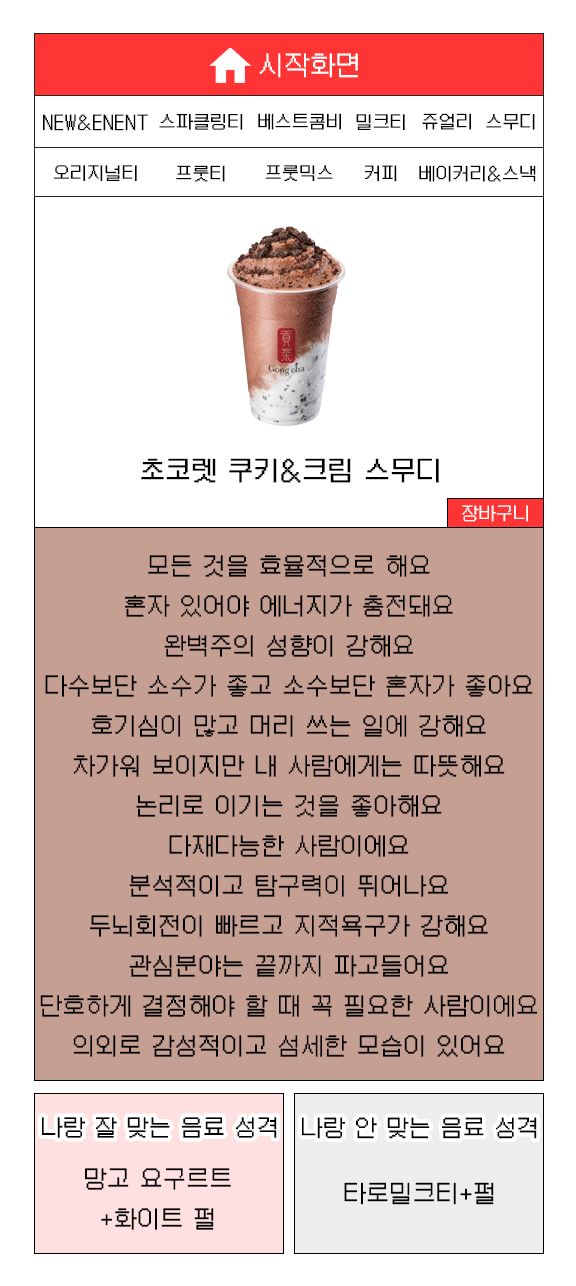 시작화면
NEW&ENENT 스파클링티 베스트콤비 밀크티 쥬얼리 스무디
오리지널티 프룻티 프룻믹스 커피 베이커리&스낵
貢茶
Gong cha
초코렛 쿠키&크림 스무디
장바구니
모든 것을 효율적으로 해요
혼자 있어야 에너지가 충전돼요
완벽주의 성향이 강해요
다수보단 소수가 좋고 소수보단 혼자가 좋아요
호기심이 많고 머리 쓰는 일에 강해요
차가워 보이지만 내 사람에게는 따뜻해요
논리로 이기는 것을 좋아해요
다재다능한 사람이에요
분석적이고 탐구력이 뛰어나요
두뇌회전이 빠르고 지적욕구가 강해요
관심분야는 끝까지 파고들어요
단호하게 결정해야 할 때 꼭 필요한 사람이에요
의외로 감성적이고 섬세한 모습이 있어요
나랑 잘 맞는 음료 성격
망고 요구르트
+화이트 펄
나랑 안 맞는 음료 성격
타로밀크티+펄